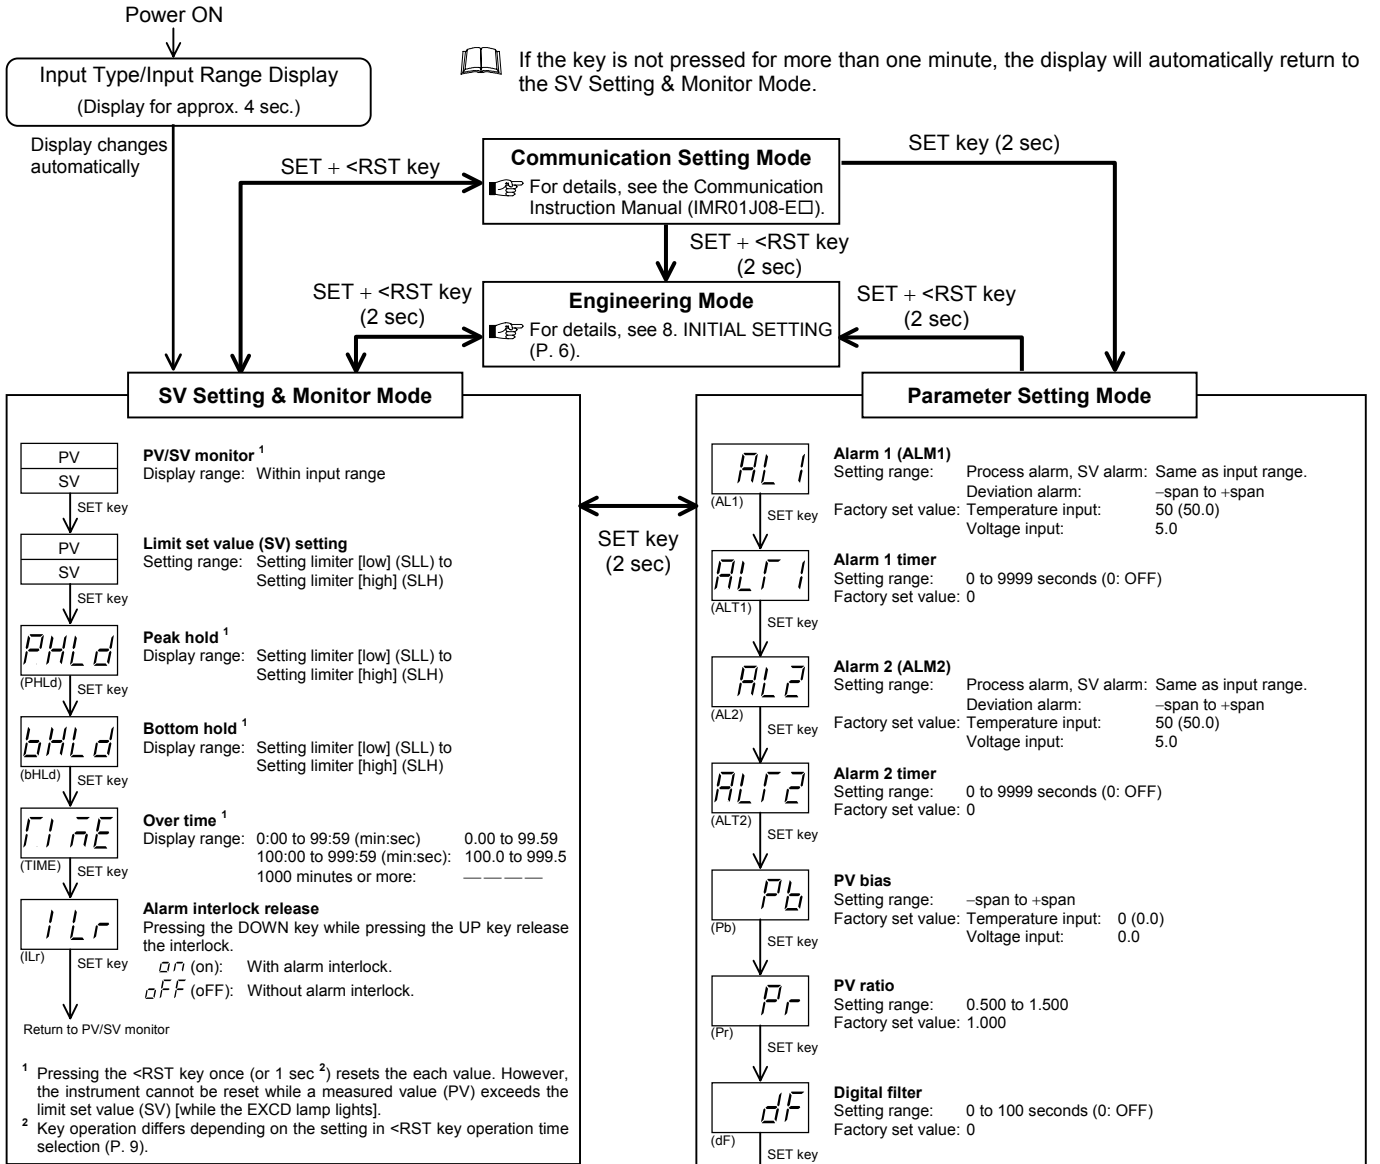 Power ON
Input Type/Input Range Display
(Display for approx. 4 sec.)
If the key is not pressed for more than one minute, the display will automatically return to
the SV Setting & Monitor Mode.
Display changes
automatically
SET + <RST key
Communication Setting Mode
For details, see the Communication
Instruction Manual (IMR01J08-E□).
SET key (2 sec)
SET + <RST key
(2 sec)
SET + <RST key
(2 sec)
Engineering Mode
For details, see 8. INITIAL SETTING
(P. 6).
SET + <RST key
(2 sec)
SV Setting & Monitor Mode
PV
SV
PV/SV monitor 1
Display range: Within input range
SET key
PV
SV
Limit set value (SV) setting
Setting range: Setting limiter [low] (SLL) to
Setting limiter [high] (SLH)
SET key
PHLd
(PHLd)
Peak hold 1
Display range: Setting limiter [low] (SLL) to
Setting limiter [high] (SLH)
SET key
bHLd
(bHLd)
Bottom hold 1
Display range: Setting limiter [low] (SLL) to
Setting limiter [high] (SLH)
SET key
TIME
(TIME)
Over time 1
Display range: 0:00 to 99:59 (min:sec) 0.00 to 99.59
100:00 to 999:59 (min:sec): 100.0 to 999.5
1000 minutes or more: – – – –
SET key
ILr
(ILr)
Alarm interlock release
Pressing the DOWN key while pressing the UP key release
the interlock.
on (on): With alarm interlock.
oFF (oFF): Without alarm interlock.
SET key
Return to PV/SV monitor
1 Pressing the <RST key once (or 1 sec 2) resets the each value. However,
the instrument cannot be reset while a measured value (PV) exceeds the
limit set value (SV) [while the EXCD lamp lights].
2 Key operation differs depending on the setting in <RST key operation time
selection (P. 9).
SET key
(2 sec)
Parameter Setting Mode
AL1
(AL1)
Alarm 1 (ALM1)
Setting range: Process alarm, SV alarm: Same as input range.
Deviation alarm: −span to +span
Factory set value: Temperature input: 50 (50.0)
Voltage input: 5.0
SET key
ALT1
(ALT1)
Alarm 1 timer
Setting range: 0 to 9999 seconds (0: OFF)
Factory set value: 0
SET key
AL2
(AL2)
Alarm 2 (ALM2)
Setting range: Process alarm, SV alarm: Same as input range.
Deviation alarm: −span to +span
Factory set value: Temperature input: 50 (50.0)
Voltage input: 5.0
SET key
ALT2
(ALT2)
Alarm 2 timer
Setting range: 0 to 9999 seconds (0: OFF)
Factory set value: 0
SET key
Pb
(Pb)
PV bias
Setting range: −span to +span
Factory set value: Temperature input: 0 (0.0)
Voltage input: 0.0
SET key
Pr
(Pr)
PV ratio
Setting range: 0.500 to 1.500
Factory set value: 1.000
SET key
dF
(dF)
Digital filter
Setting range: 0 to 100 seconds (0: OFF)
Factory set value: 0
SET key